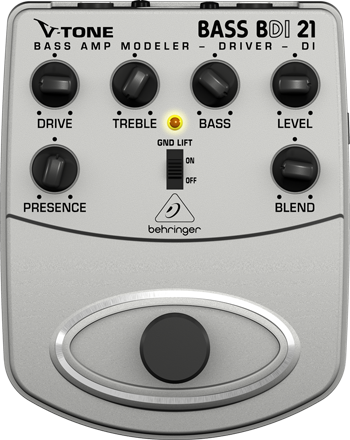 V-TONE BASS BDI 21
BASS AMP MODELER – DRIVER – DI
DRIVE TREBLE BASS LEVEL
GND LIFT
ON
OFF
PRESENCE BLEND
behringer